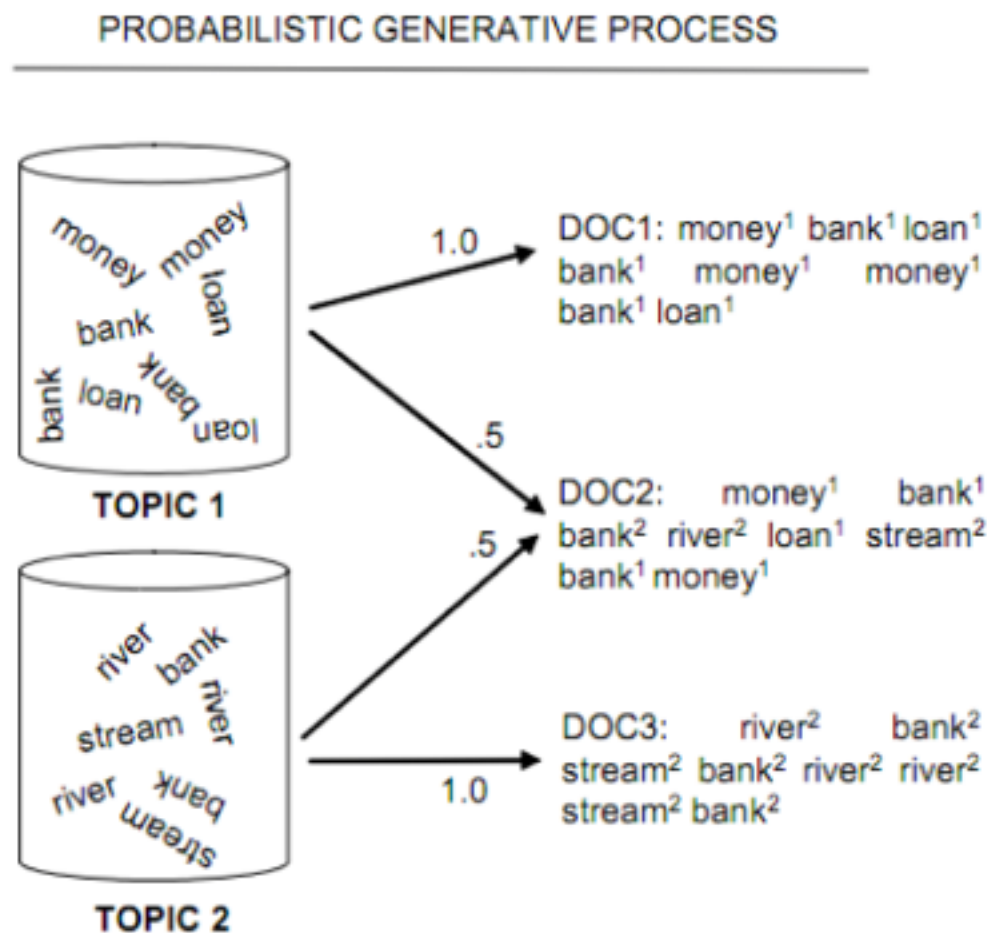 PROBABILISTIC GENERATIVE PROCESS
money
money
loan
bank
bank
loan
bank
loan
TOPIC 1
1.0
.5
DOC1: money¹ bank¹ loan¹
bank¹ money¹ money¹
bank¹ loan¹
DOC2: money¹ bank¹
bank² river² loan¹ stream²
bank¹ money¹
river
bank
river
stream
river
bank
stream
TOPIC 2
.5
1.0
DOC3: river² bank²
stream² bank² river² river²
stream² bank²